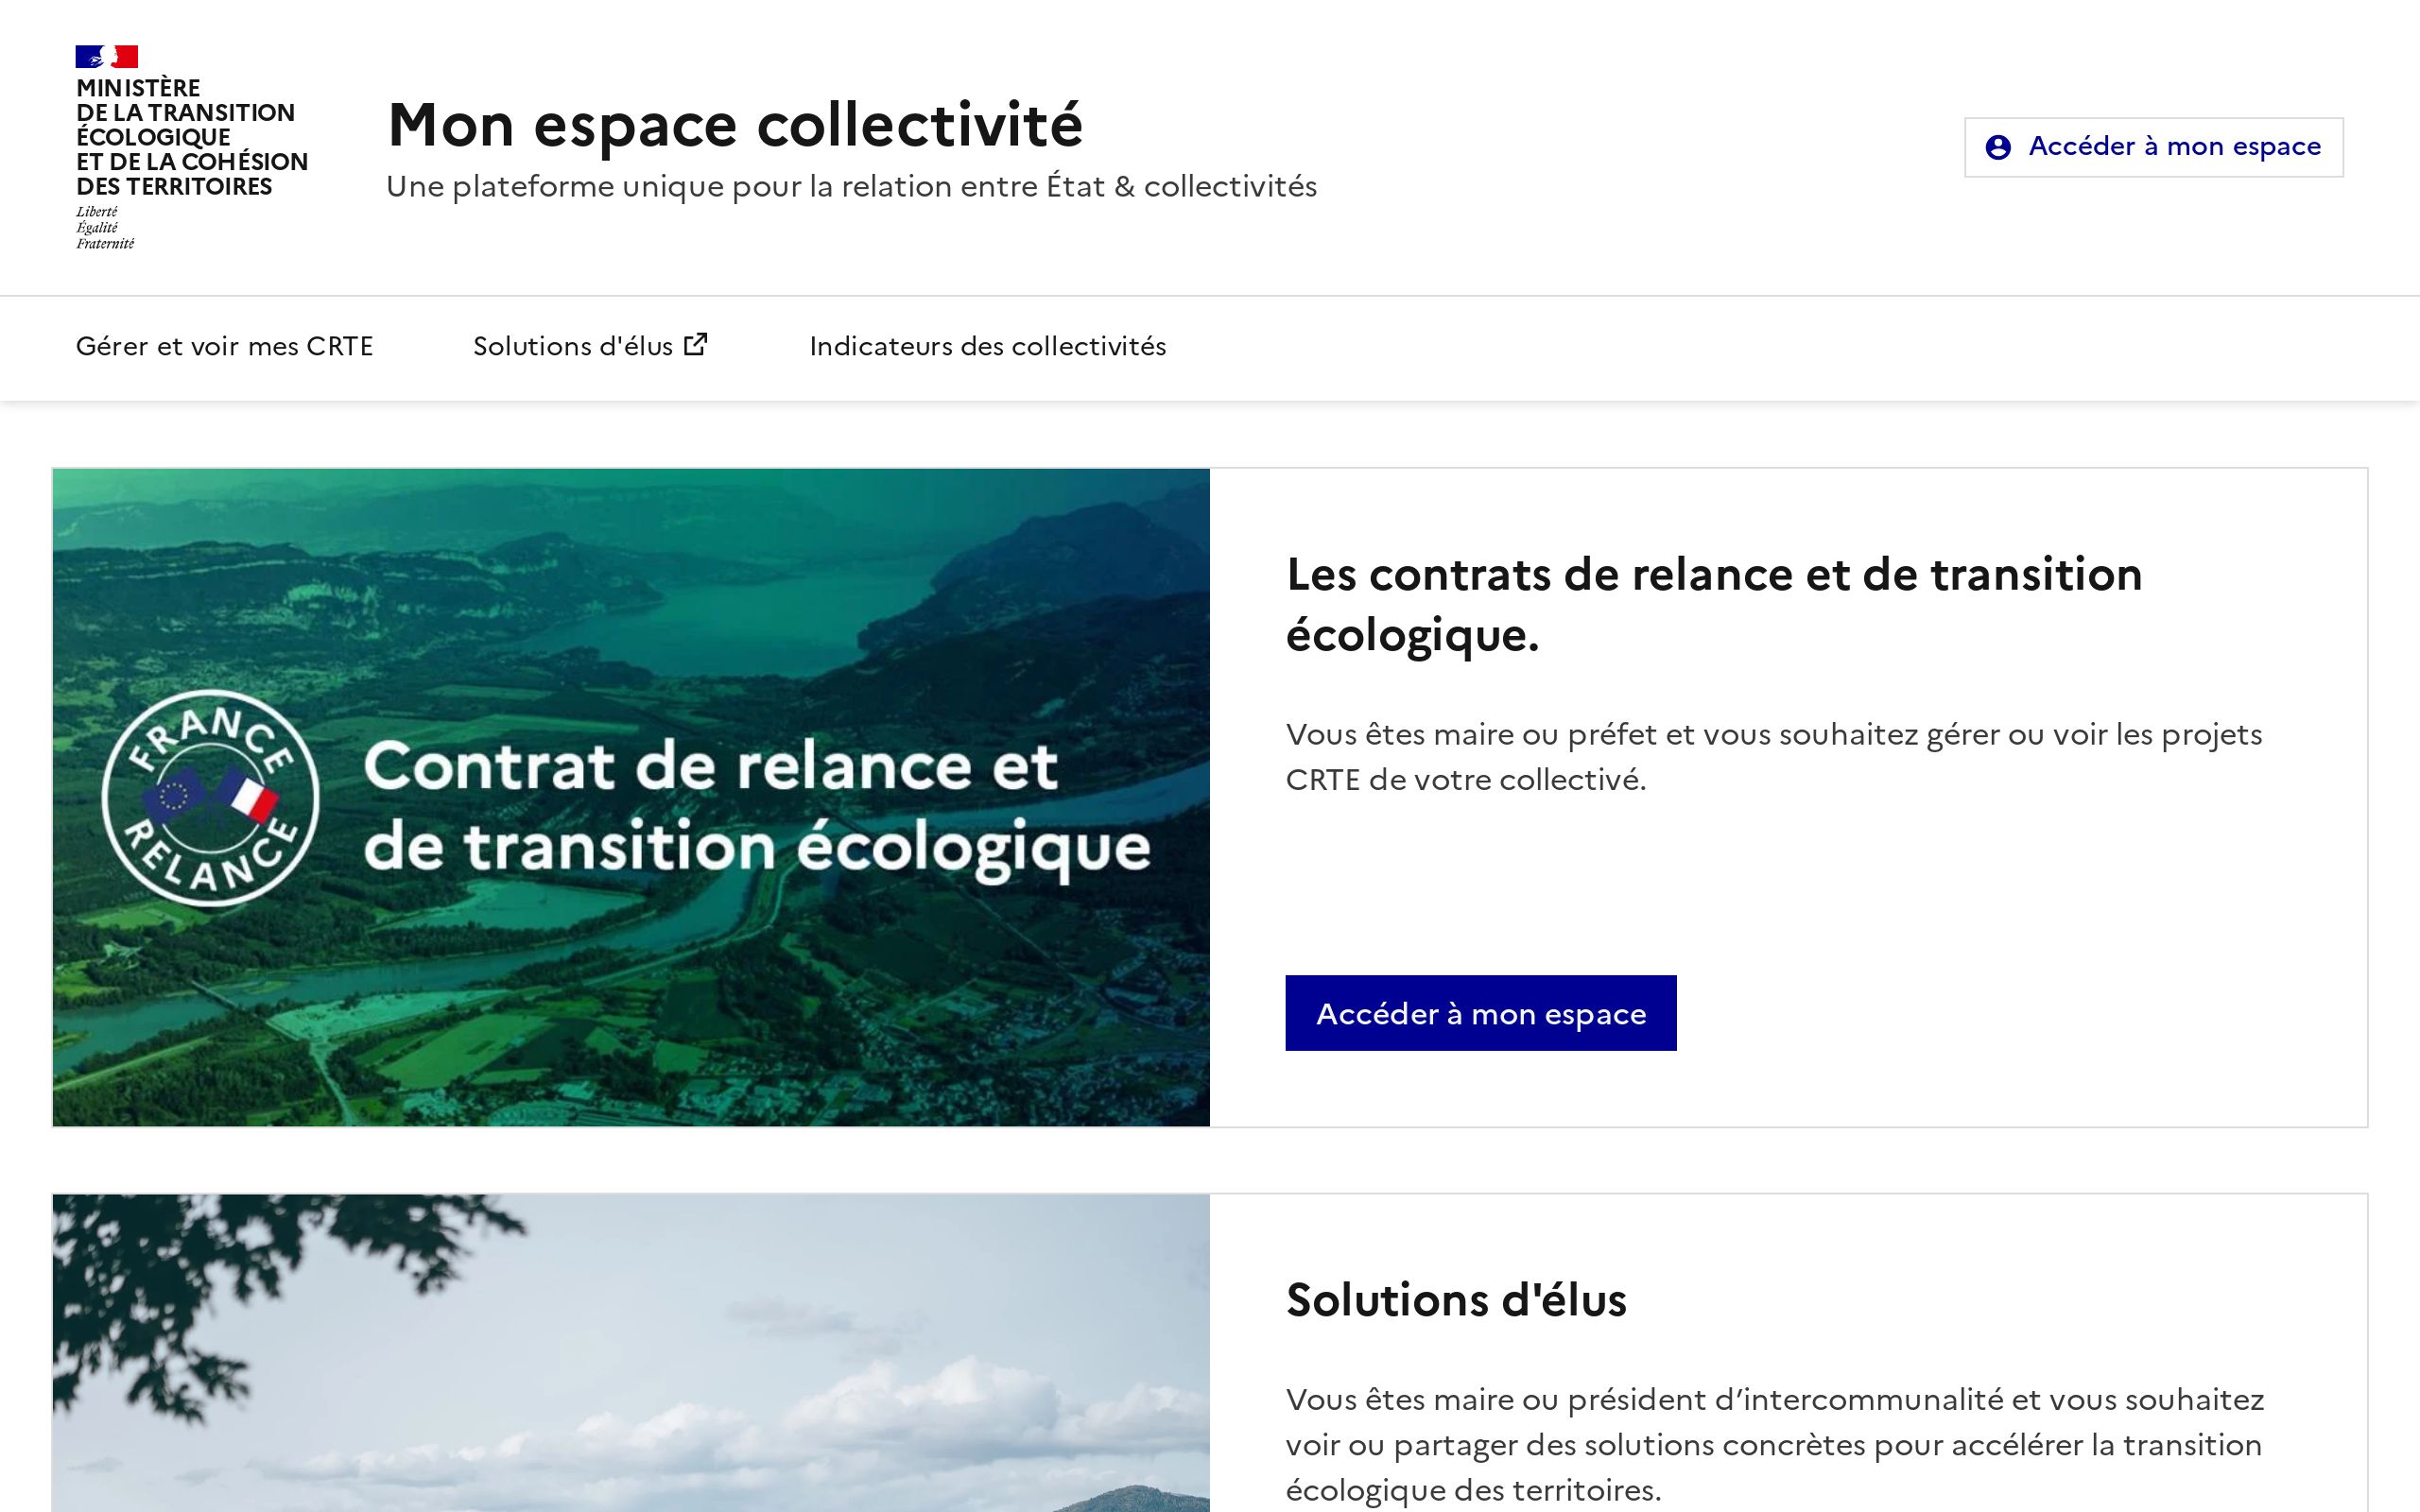 MINISTÈRE
DE LA TRANSITION
ÉCOLOGIQUE
ET DE LA COHÉSION
DES TERRITOIRES
Liberté
Égalité
Fraternité
Mon espace collectivité
Une plateforme unique pour la relation entre État & collectivités
Accéder à mon espace
Gérer et voir mes CRTE
Solutions d'élus
Indicateurs des collectivités
FRANCE
RELANCE
Contrat de relance et
de transition écologique
Les contrats de relance et de transition
écologique.
Vous êtes maire ou préfet et vous souhaitez gérer ou voir les projets
CRTE de votre collectivé.
Accéder à mon espace
Solutions d'élus
Vous êtes maire ou président d’intercommunalité et vous souhaitez
voir ou partager des solutions concrètes pour accélérer la transition
écologique des territoires.